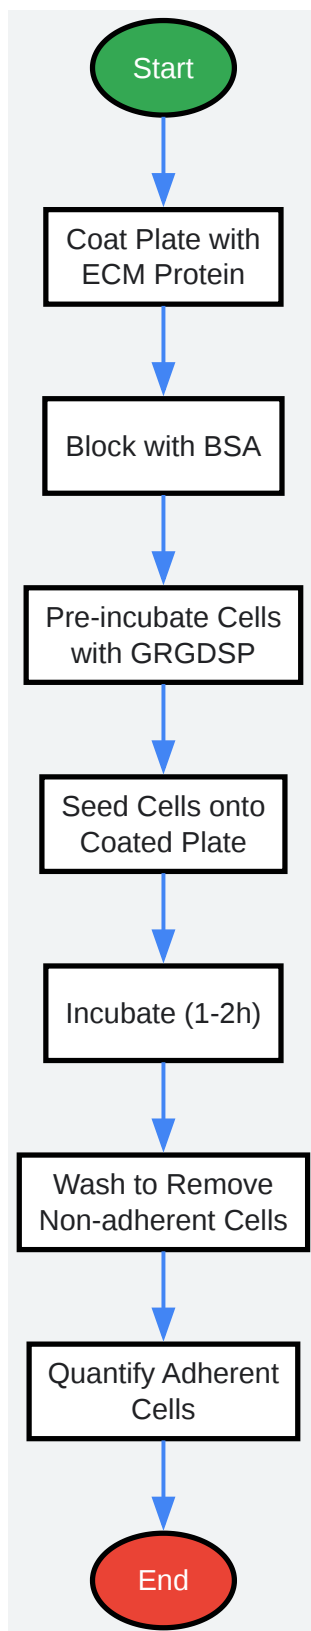 Start
Coat Plate with
ECM Protein
Block with BSA
Pre-incubate Cells
with GRGDSP
Seed Cells onto
Coated Plate
Incubate (1-2h)
Wash to Remove
Non-adherent Cells
Quantify Adherent
Cells
End